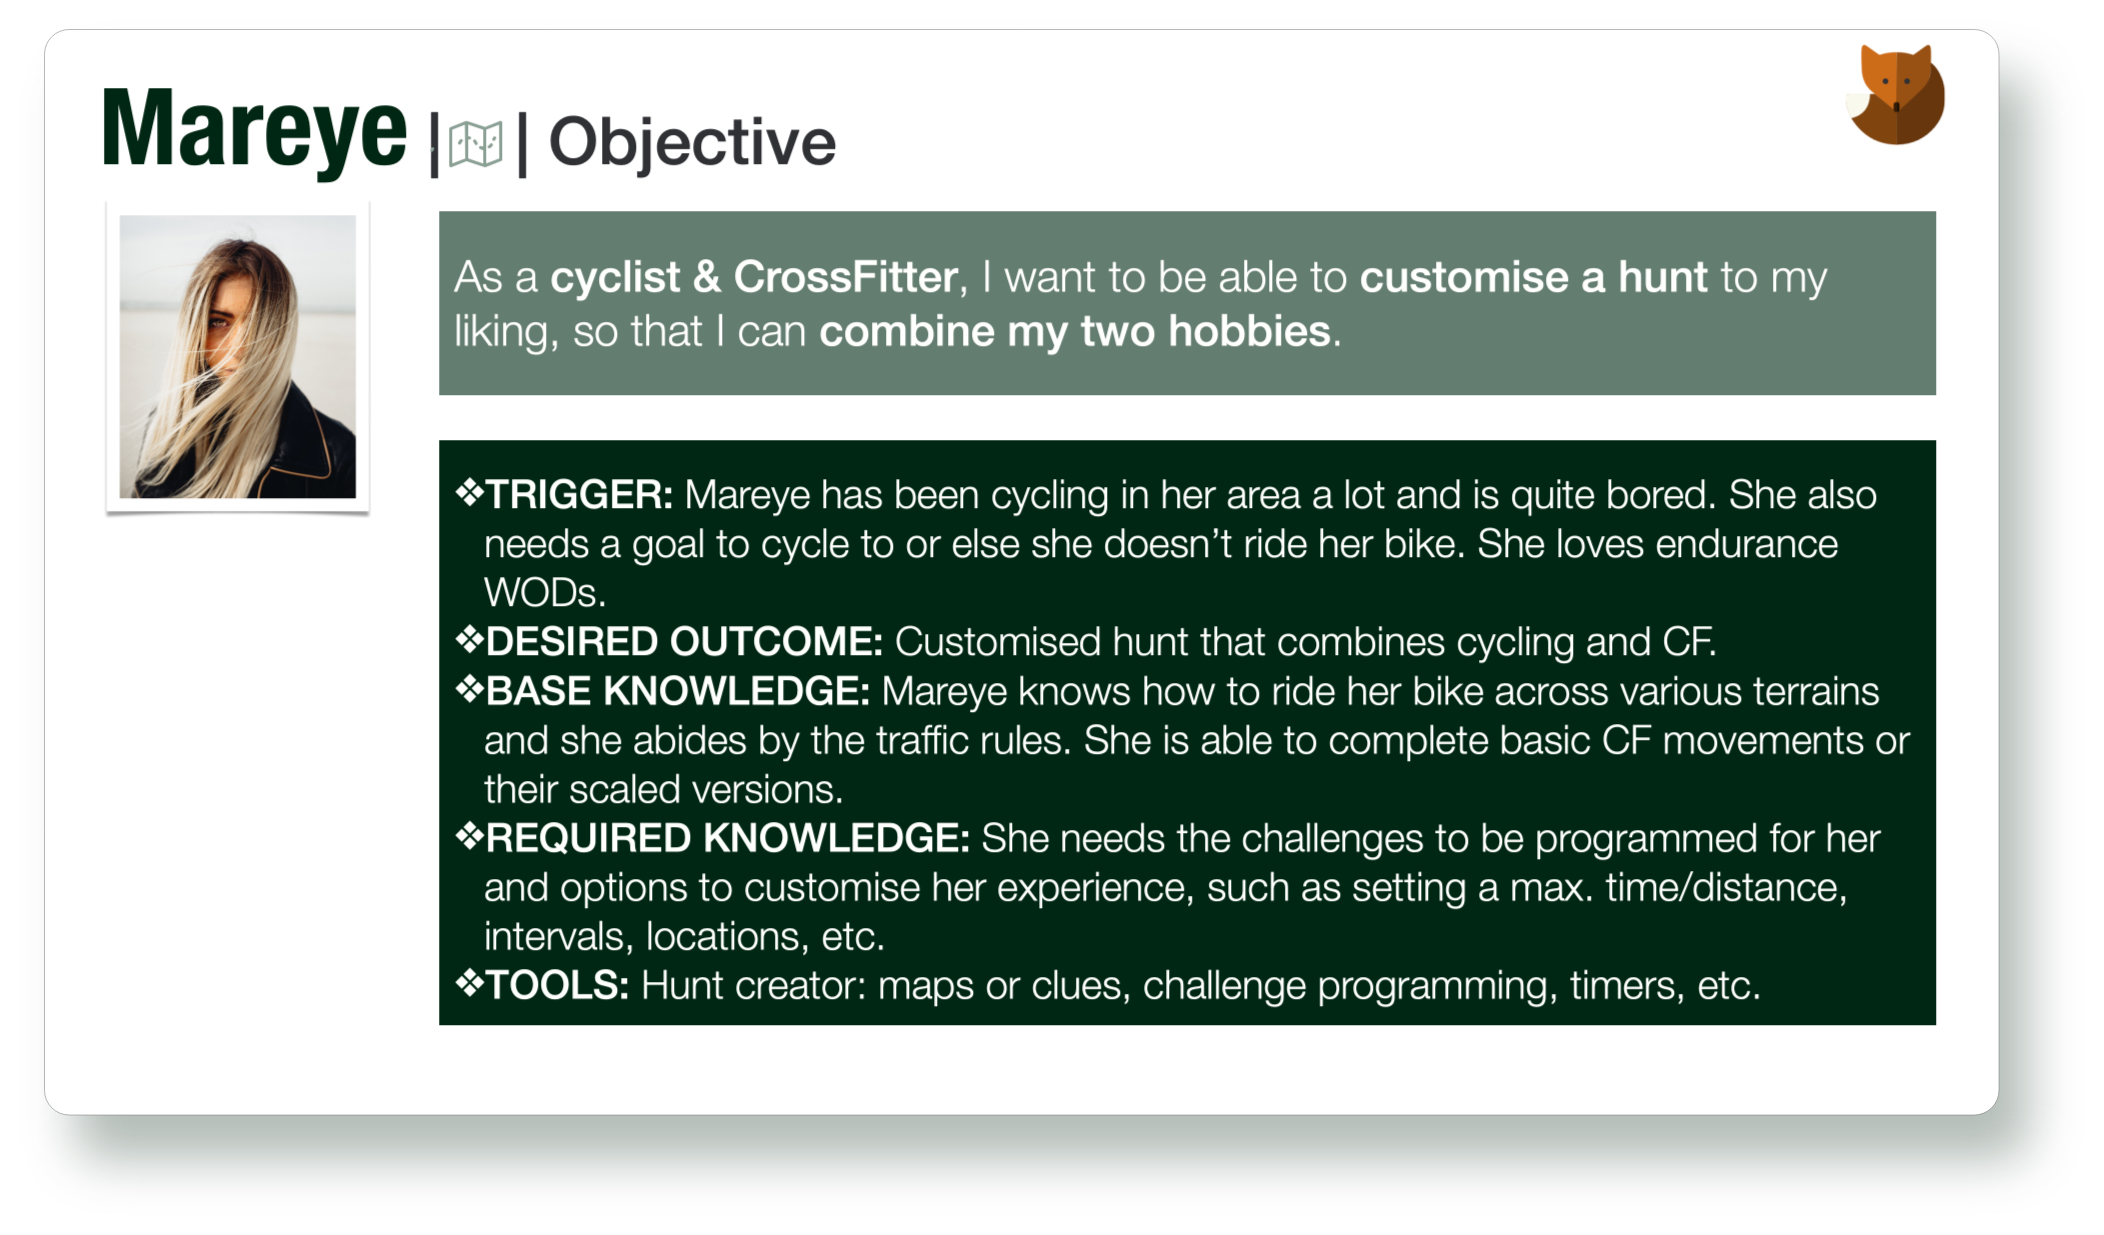 Mareye || Objective
As a cyclist & CrossFitter, I want to be able to customise a hunt to my
liking, so that I can combine my two hobbies.
❖TRIGGER: Mareye has been cycling in her area a lot and is quite bored. She also
needs a goal to cycle to or else she doesn’t ride her bike. She loves endurance
WODs.
❖DESIRED OUTCOME: Customised hunt that combines cycling and CF.
❖BASE KNOWLEDGE: Mareye knows how to ride her bike across various terrains
and she abides by the traffic rules. She is able to complete basic CF movements or
their scaled versions.
❖REQUIRED KNOWLEDGE: She needs the challenges to be programmed for her
and options to customise her experience, such as setting a max. time/distance,
intervals, locations, etc.
❖TOOLS: Hunt creator: maps or clues, challenge programming, timers, etc.